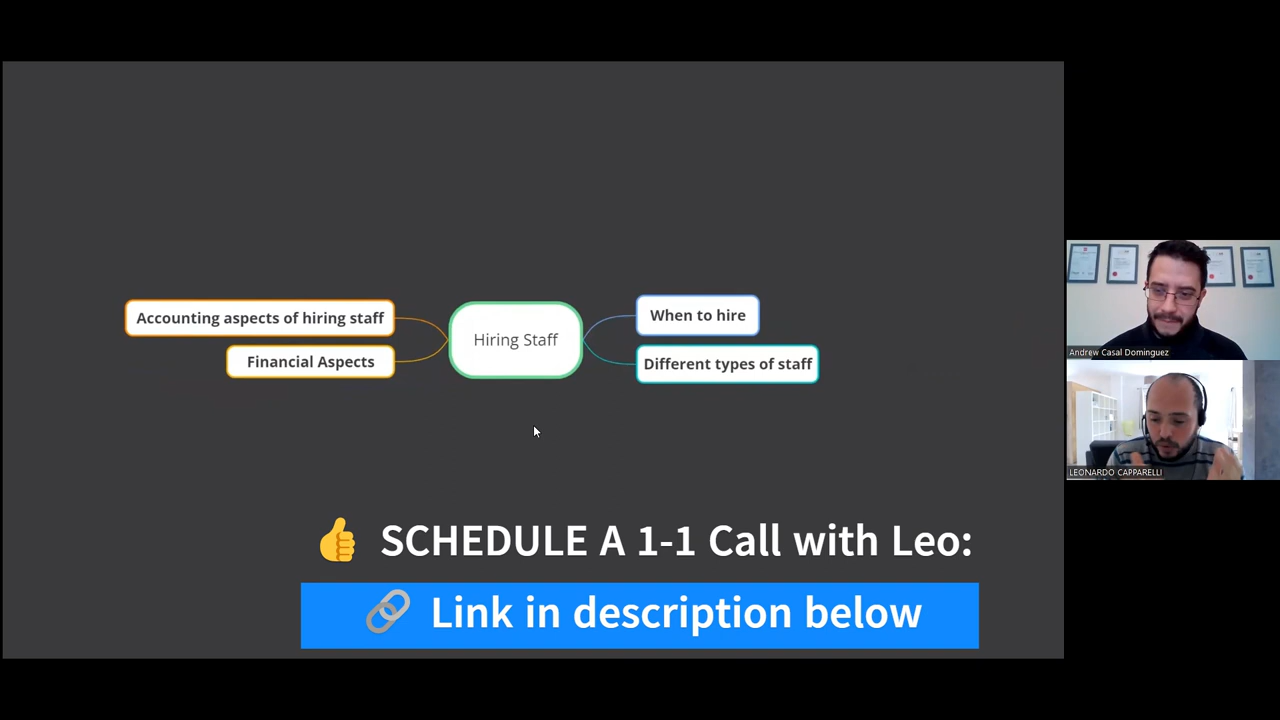 Accounting aspects of hiring staff
Financial Aspects
Hiring Staff
When to hire
Different types of staff
👍 SCHEDULE A 1-1 Call with Leo:
🔗 Link in description below
Andrew Casal Dominguez
LEONARDO CAPPARELLI